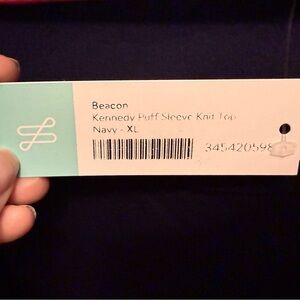 Beacon
Kennedy Puff Sleeve Knit Top
Navy - XL
345420598